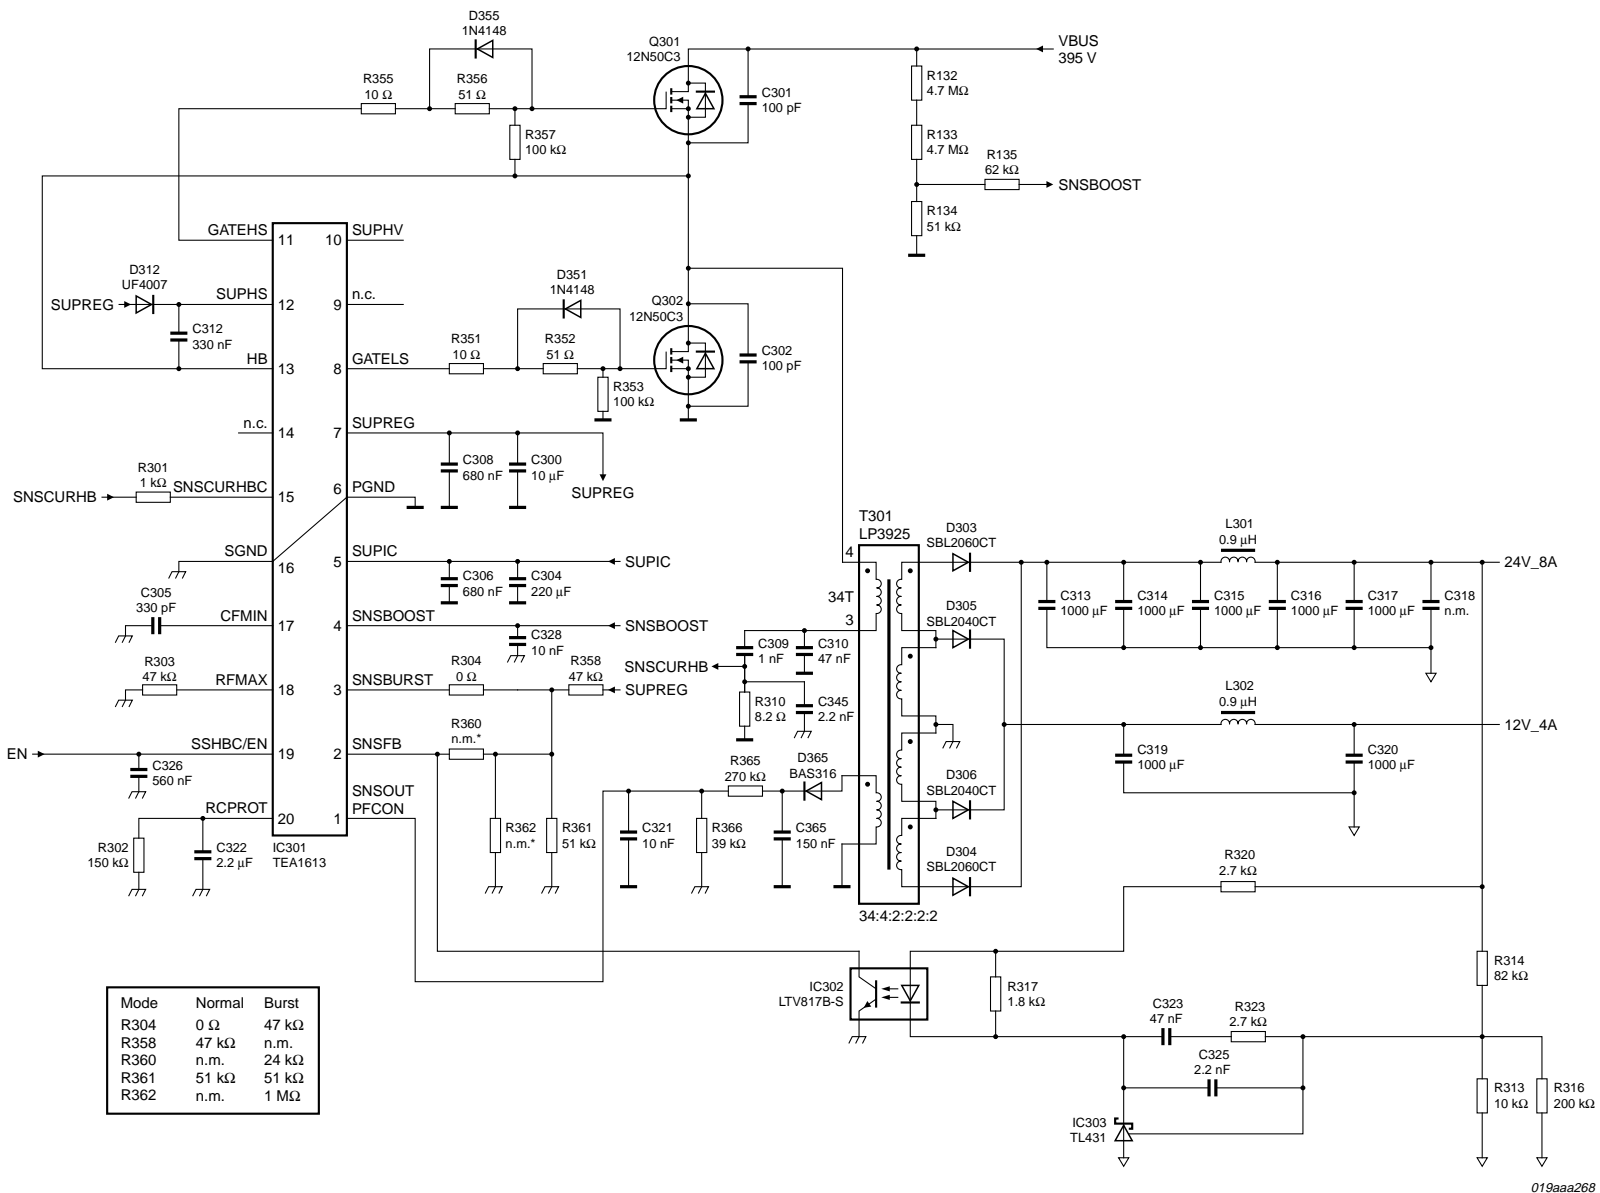 D355
1N4148
Q301
12N50C3
VBUS
395 V
R355
10 Ω
R356
51 Ω
C301
100 pF
R132
4.7 MΩ
R357
100 kΩ
R133
4.7 MΩ
R135
62 kΩ
SNSBOOST
R134
51 kΩ
GATEHS
11
10
SUPHV
D312
UF4007
SUPREG
SUPHS
12
9
n.c.
C312
330 nF
D351
1N4148
Q302
12N50C3
R351
10 Ω
R352
51 Ω
C302
100 pF
HB
13
8
GATELS
R353
100 kΩ
n.c.
14
7
SUPREG
C308
680 nF
C300
10 μF
SUPREG
R301
1 kΩ
SNSCURHB
SNSCURHBC
15
6
PGND
SGND
16
5
SUPIC
SUPIC
C306
680 nF
C304
220 μF
C305
330 pF
CFMIN
17
4
SNSBOOST
SNSBOOST
C328
10 nF
R303
47 kΩ
RFMAX
18
3
SNSBURST
R304
0 Ω
R358
47 kΩ
SUPREG
R360
n.m.*
EN
SSHBC/EN
19
2
SNSFB
C326
560 nF
SNSOUT
PFCON
RCPROT
20
1
R302
150 kΩ
C322
2.2 μF
IC301
TEA1613
R362
n.m.*
R361
51 kΩ
C321
10 nF
R366
39 kΩ
R365
270 kΩ
D365
BAS316
C365
150 nF
T301
LP3925
4
34T
3
C309
1 nF
C310
47 nF
SNSCURHB
R310
8.2 Ω
C345
2.2 nF
34:4:2:2:2:2
D303
SBL2060CT
D305
SBL2040CT
D306
SBL2040CT
D304
SBL2060CT
L301
0.9 μH
24V_8A
C313
1000 μF
C314
1000 μF
C315
1000 μF
C316
1000 μF
C317
1000 μF
C318
n.m.
L302
0.9 μH
12V_4A
C319
1000 μF
C320
1000 μF
R320
2.7 kΩ
R314
82 kΩ
IC302
LTV817B-S
R317
1.8 kΩ
C323
47 nF
R323
2.7 kΩ
C325
2.2 nF
IC303
TL431
R313
10 kΩ
R316
200 kΩ
Mode Normal Burst
R304 0 Ω 47 kΩ
R358 47 kΩ n.m.
R360 n.m. 24 kΩ
R361 51 kΩ 51 kΩ
R362 n.m. 1 MΩ
019aaa268